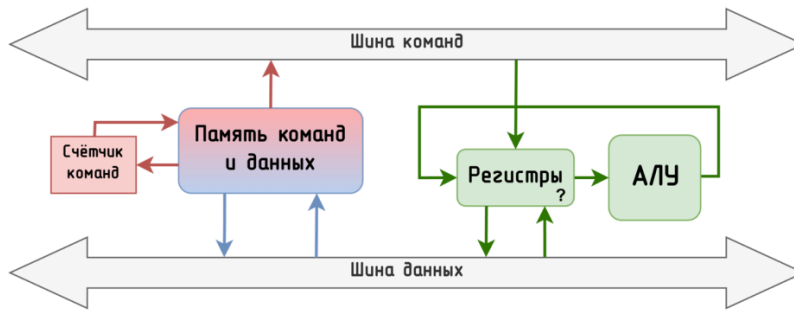 Шина команд
Счётчик
команд
Память команд
и данных
Регистры
?
АЛУ
Шина данных